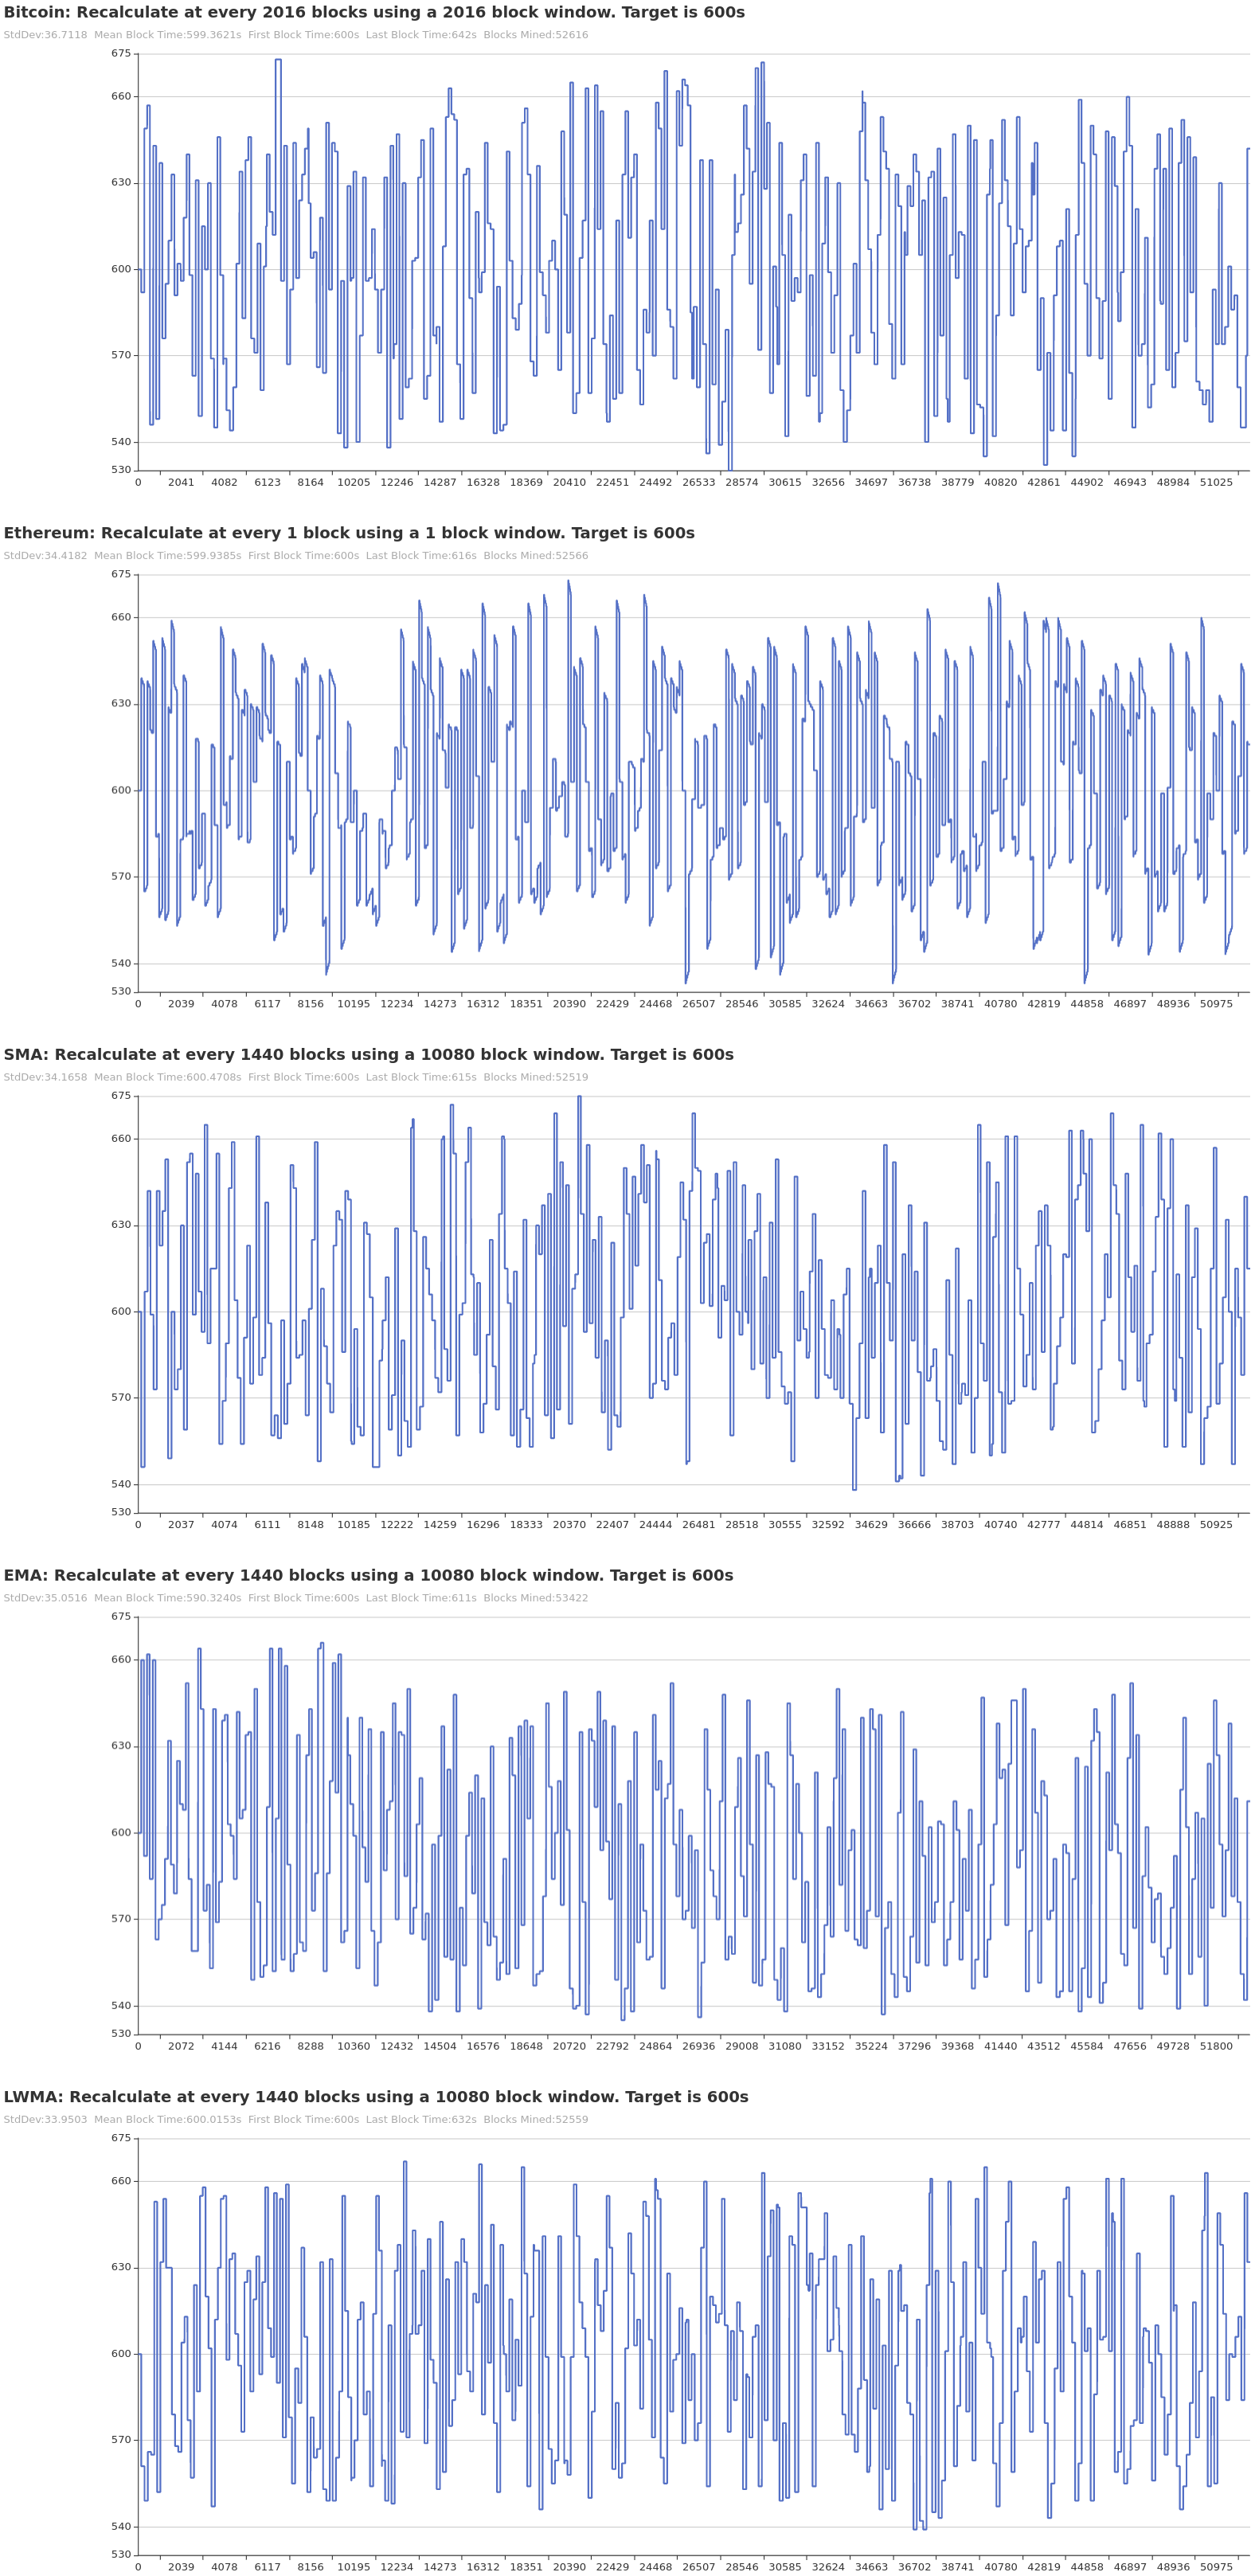 Bitcoin: Recalculate at every 2016 blocks using a 2016 block window. Target is 600s
StdDev:36.7118 Mean Block Time:599.3621s First Block Time:600s Last Block Time:642s Blocks Mined:52616
675
660
630
600
570
540
530
0 2041 4082 6123 8164 10205 12246 14287 16328 18369 20410 22451 24492 26533 28574 30615 32656 34697 36738 38779 40820 42861 44902 46943 48984 51025
Ethereum: Recalculate at every 1 block using a 1 block window. Target is 600s
StdDev:34.4182 Mean Block Time:599.9385s First Block Time:600s Last Block Time:616s Blocks Mined:52566
675
660
630
600
570
540
530
0 2039 4078 6117 8156 10195 12234 14273 16312 18351 20390 22429 24468 26507 28546 30585 32624 34663 36702 38741 40780 42819 44858 46897 48936 50975
SMA: Recalculate at every 1440 blocks using a 10080 block window. Target is 600s
StdDev:34.1658 Mean Block Time:600.4708s First Block Time:600s Last Block Time:615s Blocks Mined:52519
675
660
630
600
570
540
530
0 2037 4074 6111 8148 10185 12222 14259 16296 18333 20370 22407 24444 26481 28518 30555 32592 34629 36666 38703 40740 42777 44814 46851 48888 50925
EMA: Recalculate at every 1440 blocks using a 10080 block window. Target is 600s
StdDev:35.0516 Mean Block Time:590.3240s First Block Time:600s Last Block Time:611s Blocks Mined:53422
675
660
630
600
570
540
530
0 2072 4144 6216 8288 10360 12432 14504 16576 18648 20720 22792 24864 26936 29008 31080 33152 35224 37296 39368 41440 43512 45584 47656 49728 51800
LWMA: Recalculate at every 1440 blocks using a 10080 block window. Target is 600s
StdDev:33.9503 Mean Block Time:600.0153s First Block Time:600s Last Block Time:632s Blocks Mined:52559
675
660
630
600
570
540
530
0 2039 4078 6117 8156 10195 12234 14273 16312 18351 20390 22429 24468 26507 28546 30585 32624 34663 36702 38741 40780 42819 44858 46897 48936 50975